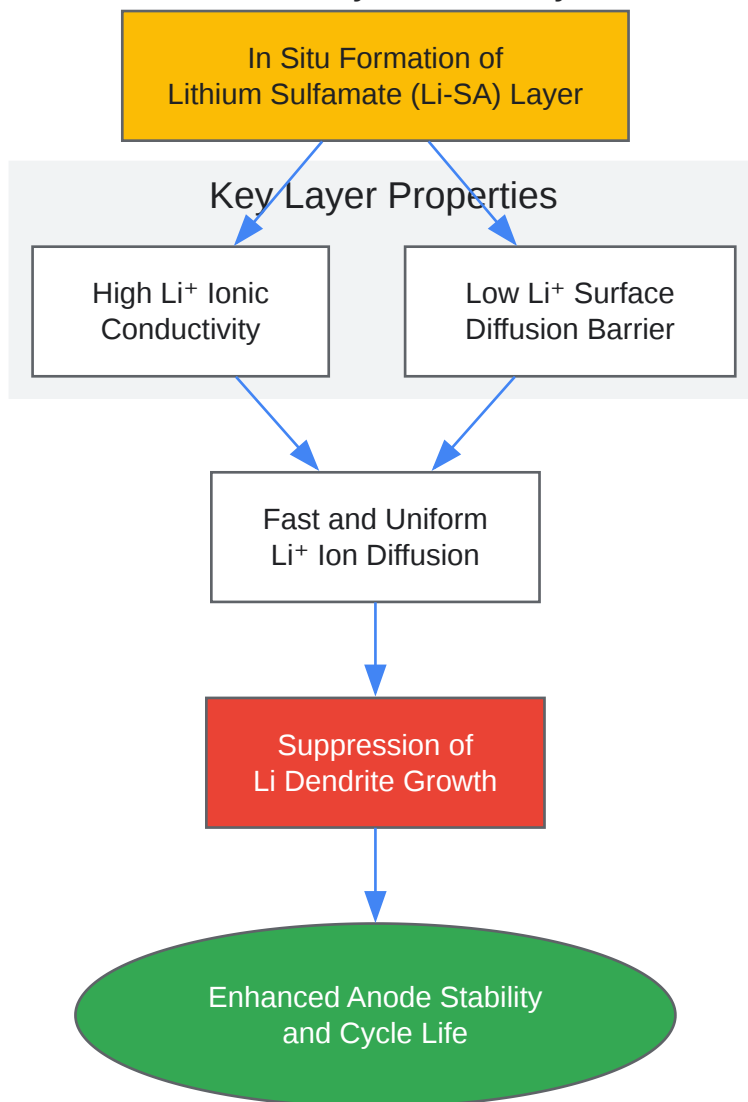 In Situ Formation of
Lithium Sulfamate (Li-SA) Layer
Key Layer Properties
High Li⁺ Ionic
Conductivity
Low Li⁺ Surface
Diffusion Barrier
Fast and Uniform
Li⁺ Ion Diffusion
Suppression of
Li Dendrite Growth
Enhanced Anode Stability
and Cycle Life